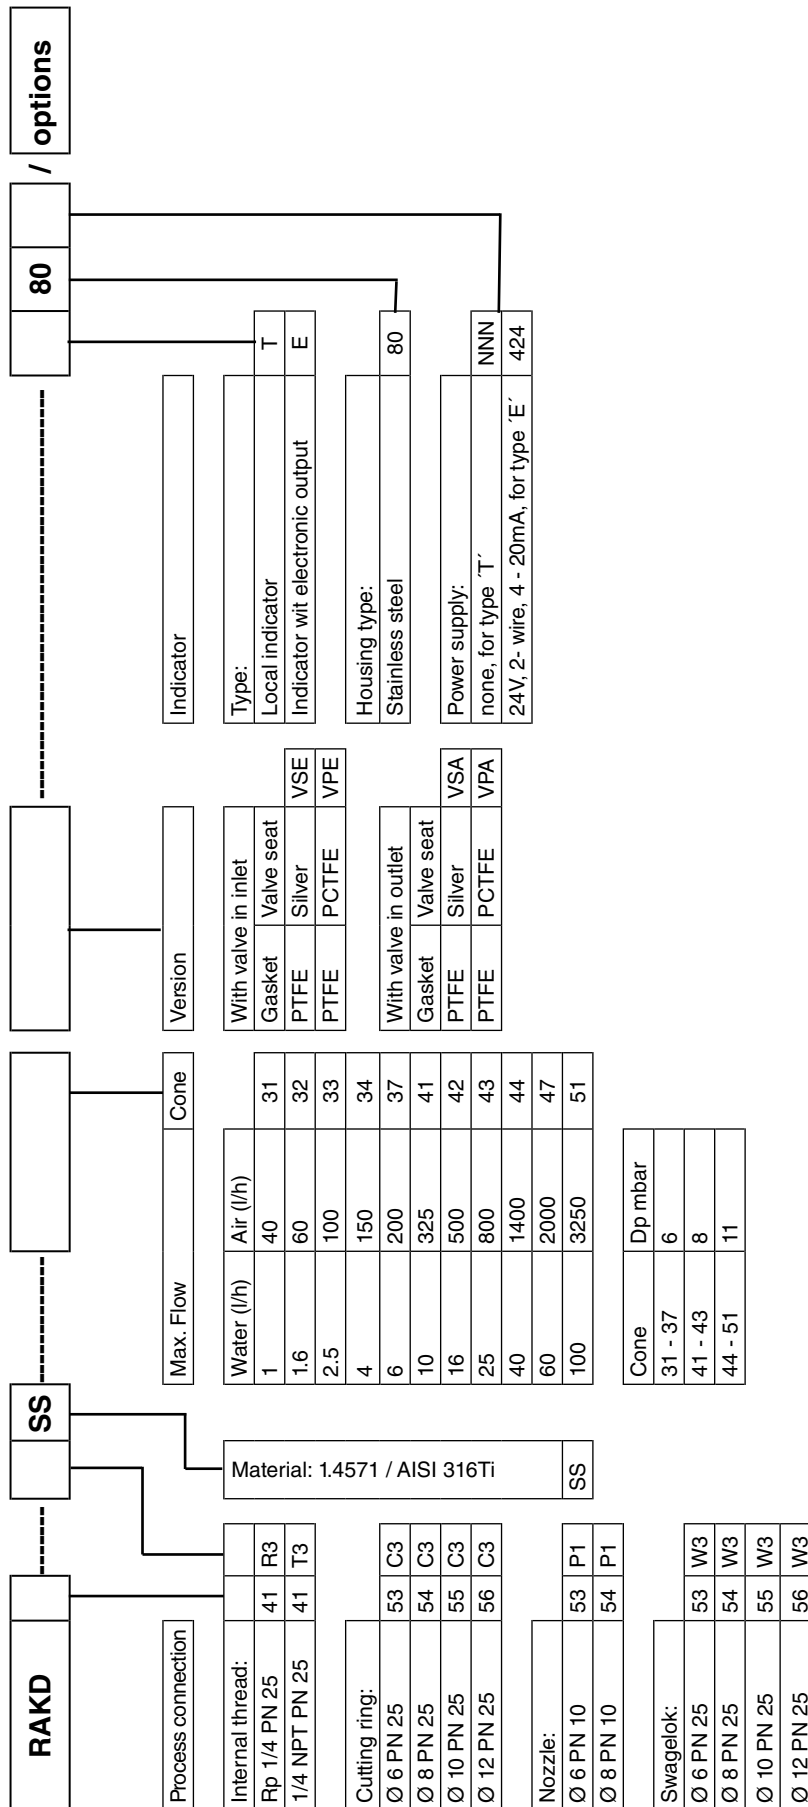 RAKD SS 80 / options
Process connection
Internal thread:
Rp 1/4 PN 25 41 R3
1/4 NPT PN 25 41 T3
Cutting ring:
Ø 6 PN 25 53 C3
Ø 8 PN 25 54 C3
Ø 10 PN 25 55 C3
Ø 12 PN 25 56 C3
Nozzle:
Ø 6 PN 10 53 P1
Ø 8 PN 10 54 P1
Swagelok:
Ø 6 PN 25 53 W3
Ø 8 PN 25 54 W3
Ø 10 PN 25 55 W3
Ø 12 PN 25 56 W3
Material: 1.4571 / AISI 316Ti SS
Max. Flow Cone
Water (l/h) Air (l/h)
1 40 31
1.6 60 32
2.5 100 33
4 150 34
6 200 37
10 325 41
16 500 42
25 800 43
40 1400 44
60 2000 47
100 3250 51
Cone Dp mbar
31 - 37 6
41 - 43 8
44 - 51 11
Version
With valve in inlet
Gasket Valve seat
PTFE Silver VSE
PTFE PCTFE VPE
With valve in outlet
Gasket Valve seat
PTFE Silver VSA
PTFE PCTFE VPA
Indicator
Type:
Local indicator T
Indicator wit electronic output E
Housing type:
Stainless steel 80
Power supply:
none, for type ´T´ NNN
24V, 2- wire, 4 - 20mA, for type ´E´ 424